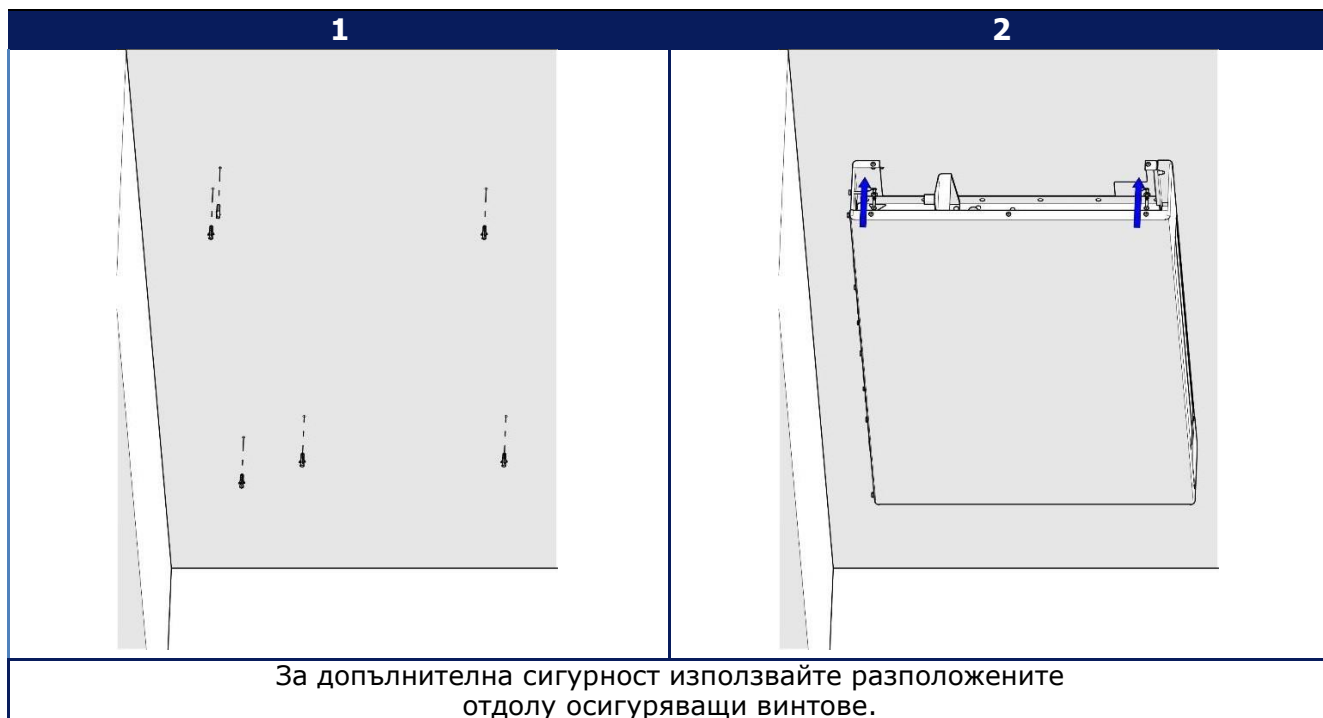 1
2
За допълнителна сигурност използвайте разположените
отдолу осигуряващи винтове.